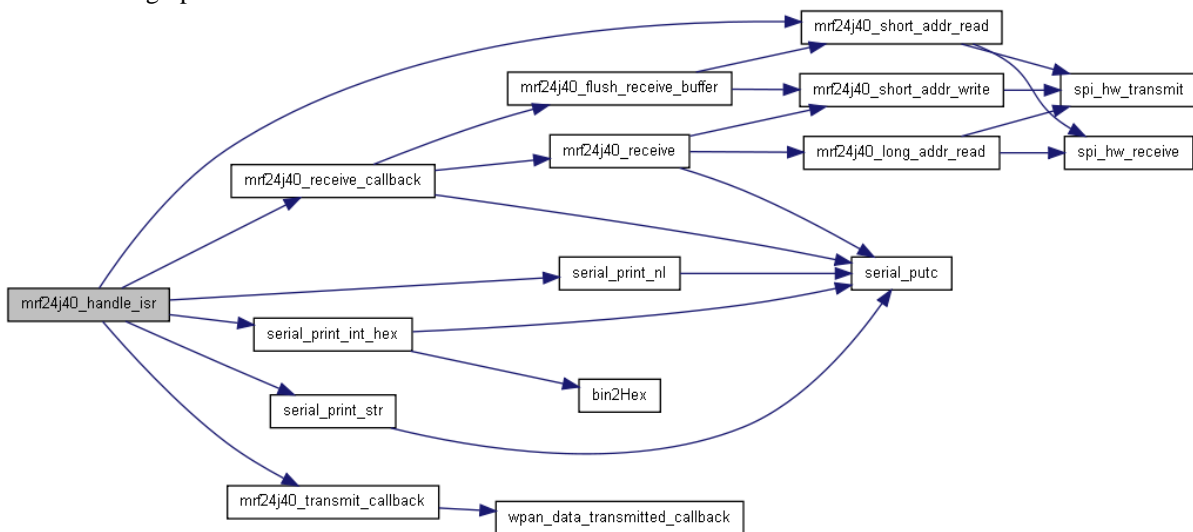 mrf24j40_short_addr_read
mrf24j40_flush_receive_buffer
mrf24j40_short_addr_write
spi_hw_transmit
mrf24j40_receive
mrf24j40_long_addr_read
spi_hw_receive
mrf24j40_receive_callback
serial_print_nl
serial_putc
mrf24j40_handle_isr
serial_print_int_hex
bin2Hex
serial_print_str
mrf24j40_transmit_callback
wpan_data_transmitted_callback